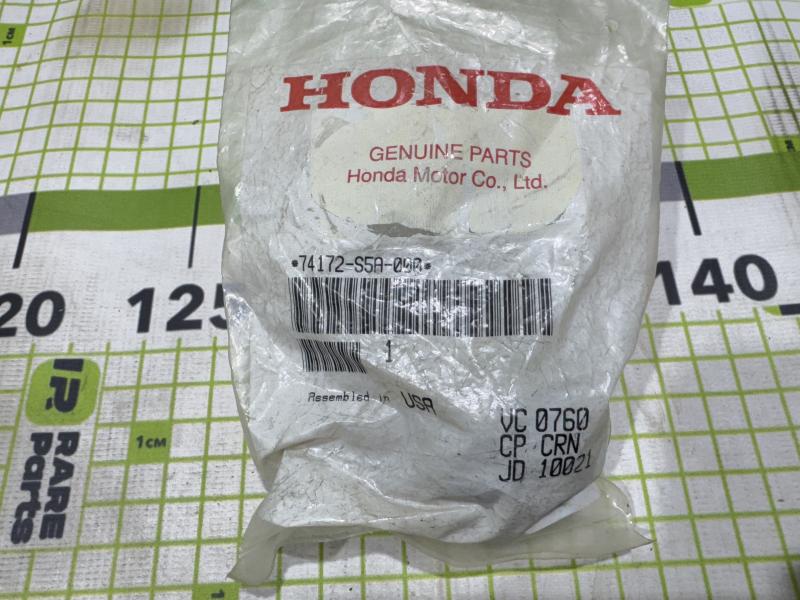 HONDA
GENUINE PARTS
Honda Motor Co., Ltd.
*74172-S5A-000*
1
Assembled in USA
VC 0760
CP CRN
JD 10021
20
125
140
1см
1см
RARE
Parts